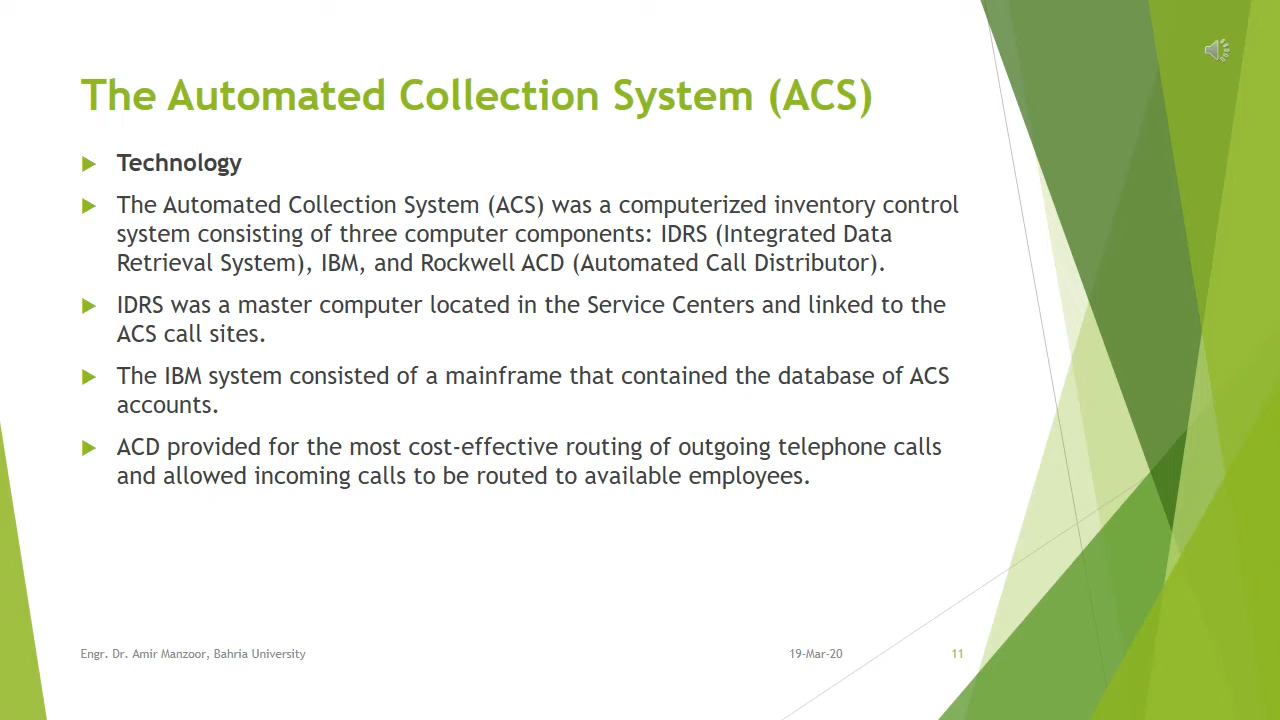 The Automated Collection System (ACS)
Technology
The Automated Collection System (ACS) was a computerized inventory control
system consisting of three computer components: IDRS (Integrated Data
Retrieval System), IBM, and Rockwell ACD (Automated Call Distributor).
IDRS was a master computer located in the Service Centers and linked to the
ACS call sites.
The IBM system consisted of a mainframe that contained the database of ACS
accounts.
ACD provided for the most cost-effective routing of outgoing telephone calls
and allowed incoming calls to be routed to available employees.
Engr. Dr. Amir Manzoor, Bahria University
19-Mar-20
11